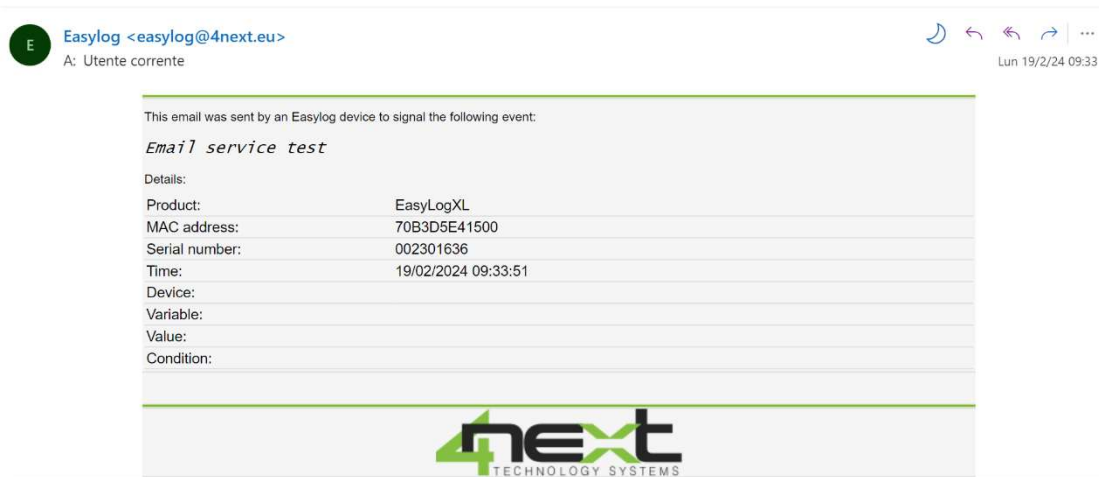 E
Easylog <easylog@4next.eu>
A: Utente corrente
Lun 19/2/24 09:33
This email was sent by an Easylog device to signal the following event:
Email service test
Details:
Product: EasyLogXL
MAC address: 70B3D5E41500
Serial number: 002301636
Time: 19/02/2024 09:33:51
Device:
Variable:
Value:
Condition:
4next
TECHNOLOGY SYSTEMS